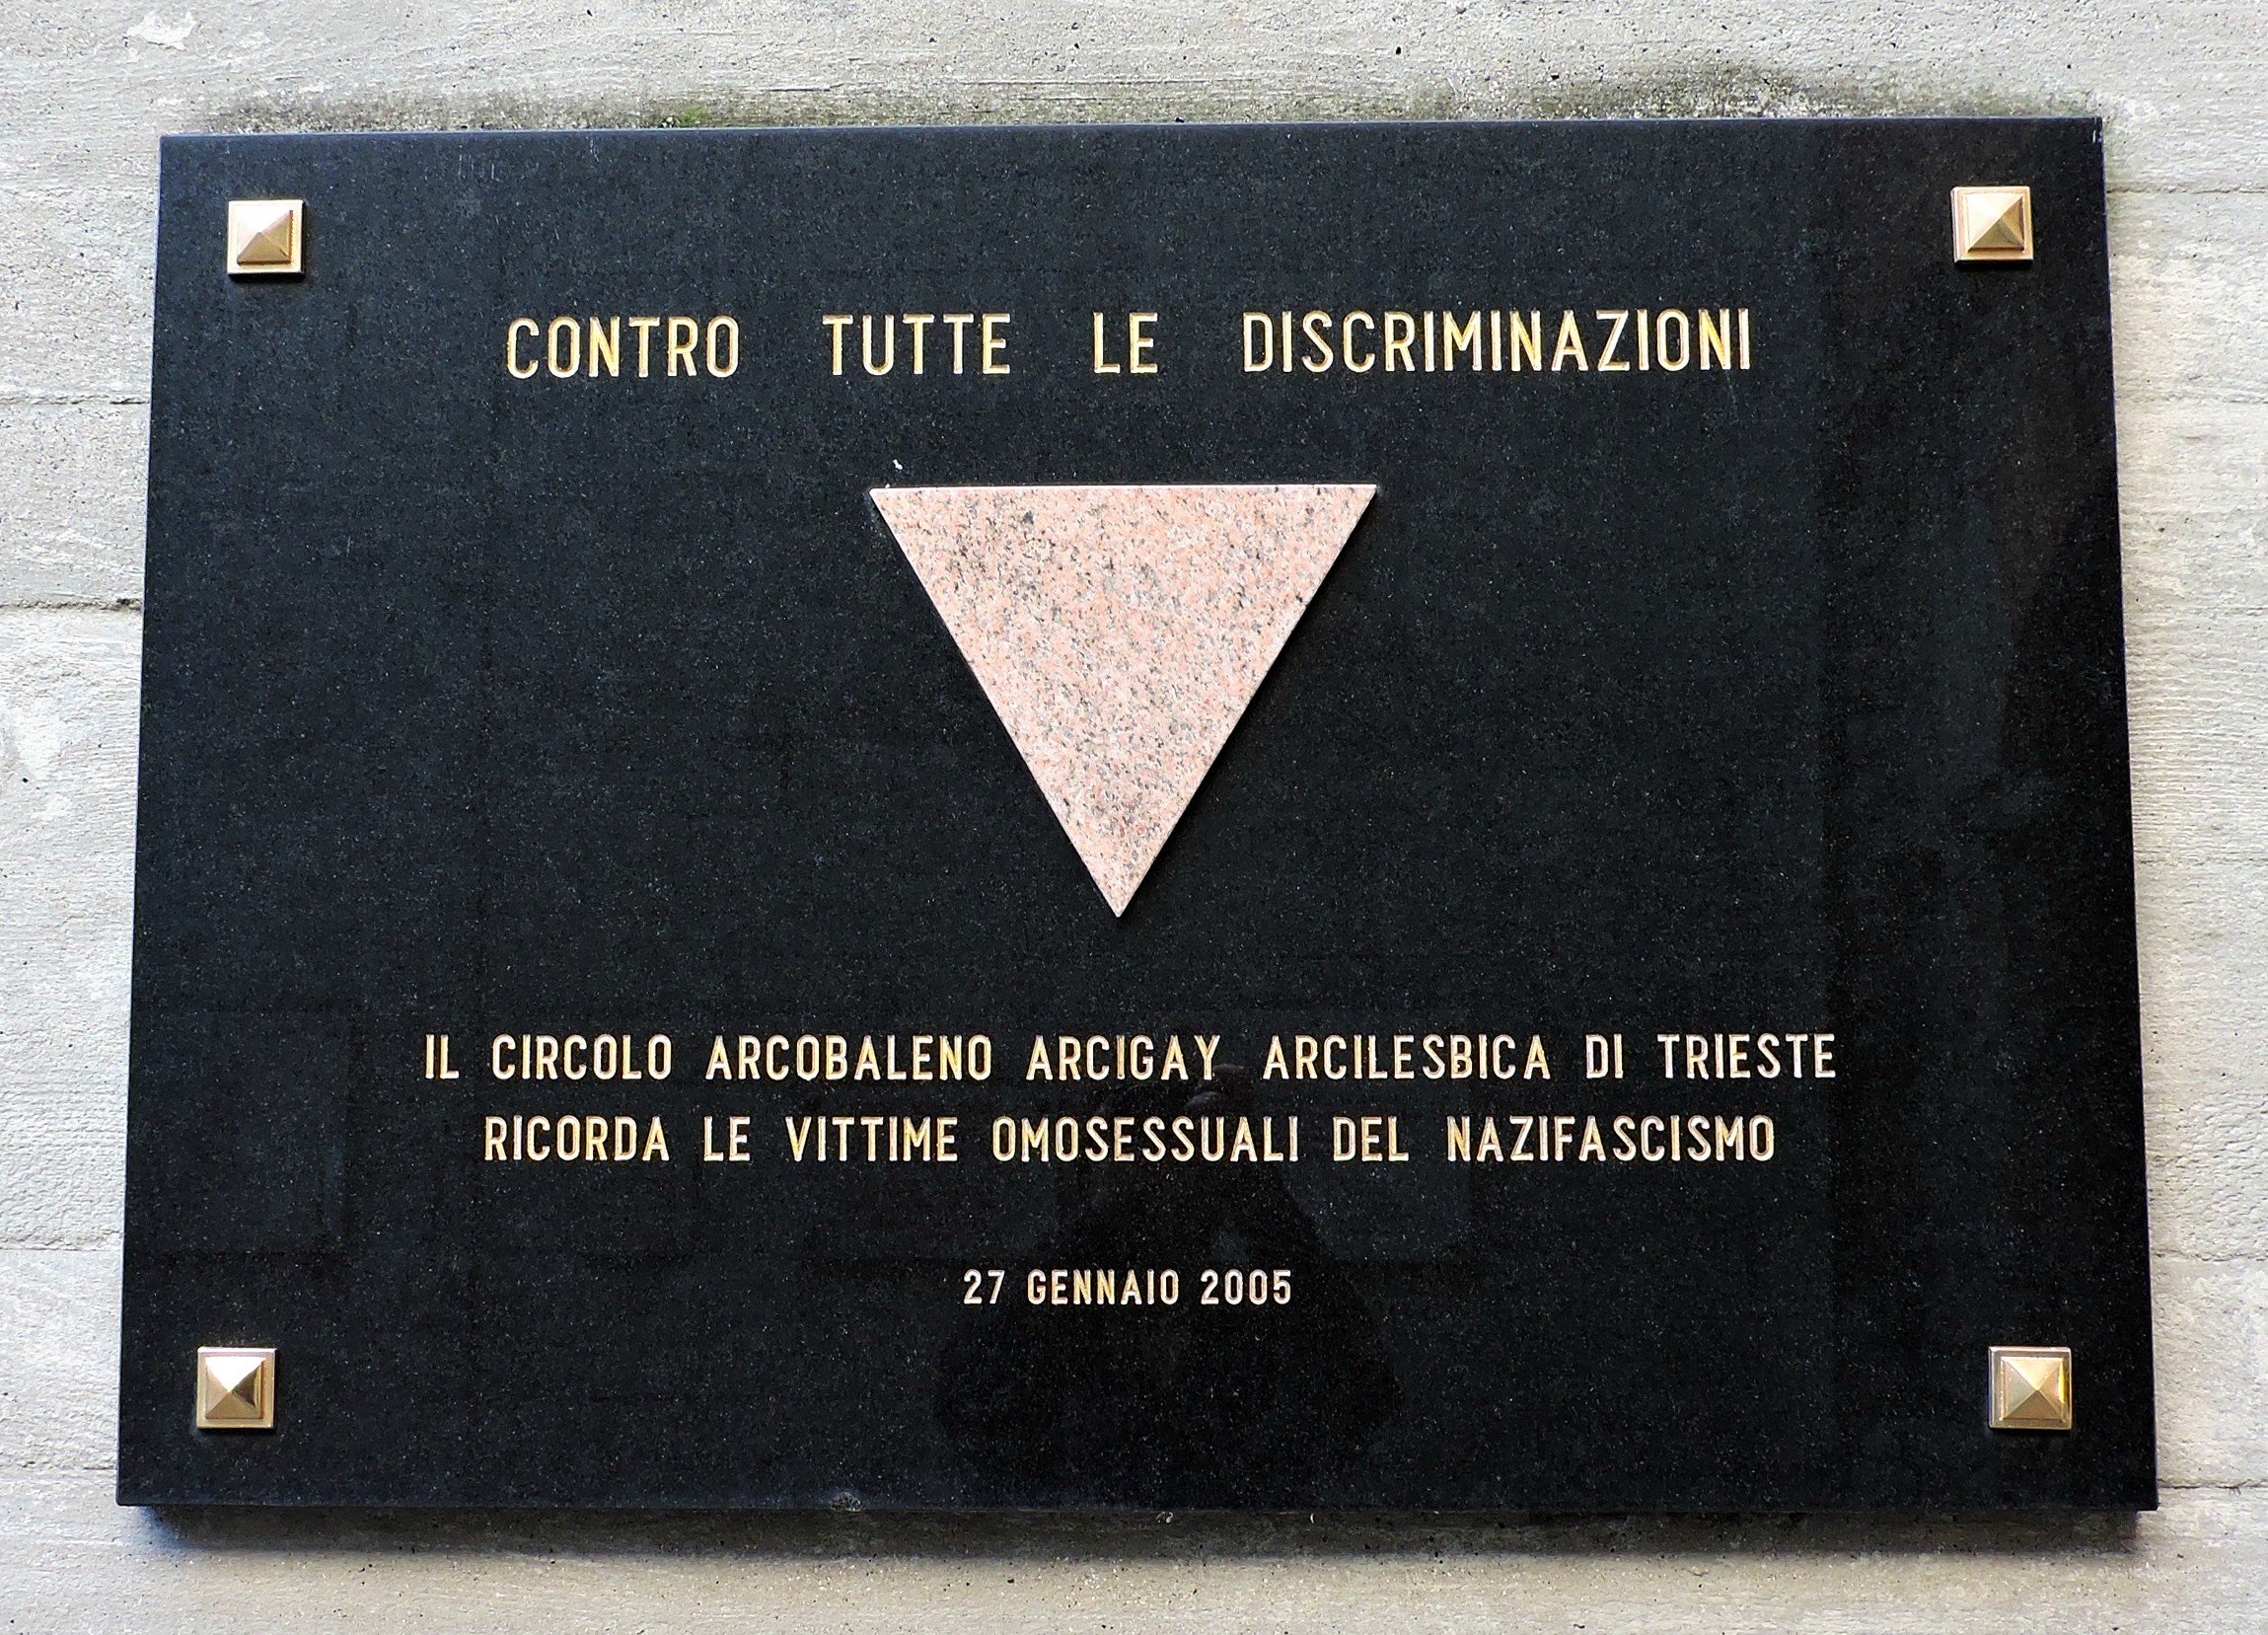 CONTRO TUTTE LE DISCRIMINAZIONI
IL CIRCOLO ARCOBALENO ARCIGAY ARCILESBICA DI TRIESTE
RICORDA LE VITTIME OMOSESSUALI DEL NAZIFASCISMO
27 GENNAIO 2005